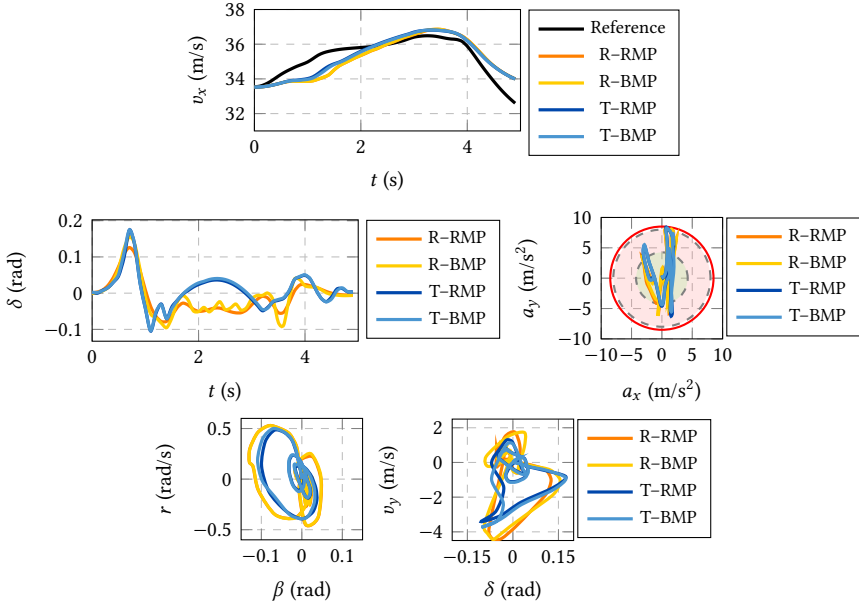 38
36
34
32
v_x (m/s)
0
2
4
t (s)
Reference
R–RMP
R–BMP
T–RMP
T–BMP
0.2
0.1
0
−0.1
δ (rad)
0
2
4
t (s)
R–RMP
R–BMP
T–RMP
T–BMP
10
5
0
−5
−10
a_y (m/s²)
−10
−5
0
5
10
a_x (m/s²)
R–RMP
R–BMP
T–RMP
T–BMP
0.5
0
−0.5
r (rad/s)
−0.1
0
0.1
β (rad)
2
0
−2
−4
v_y (m/s)
−0.15
0
0.15
δ (rad)
R–RMP
R–BMP
T–RMP
T–BMP